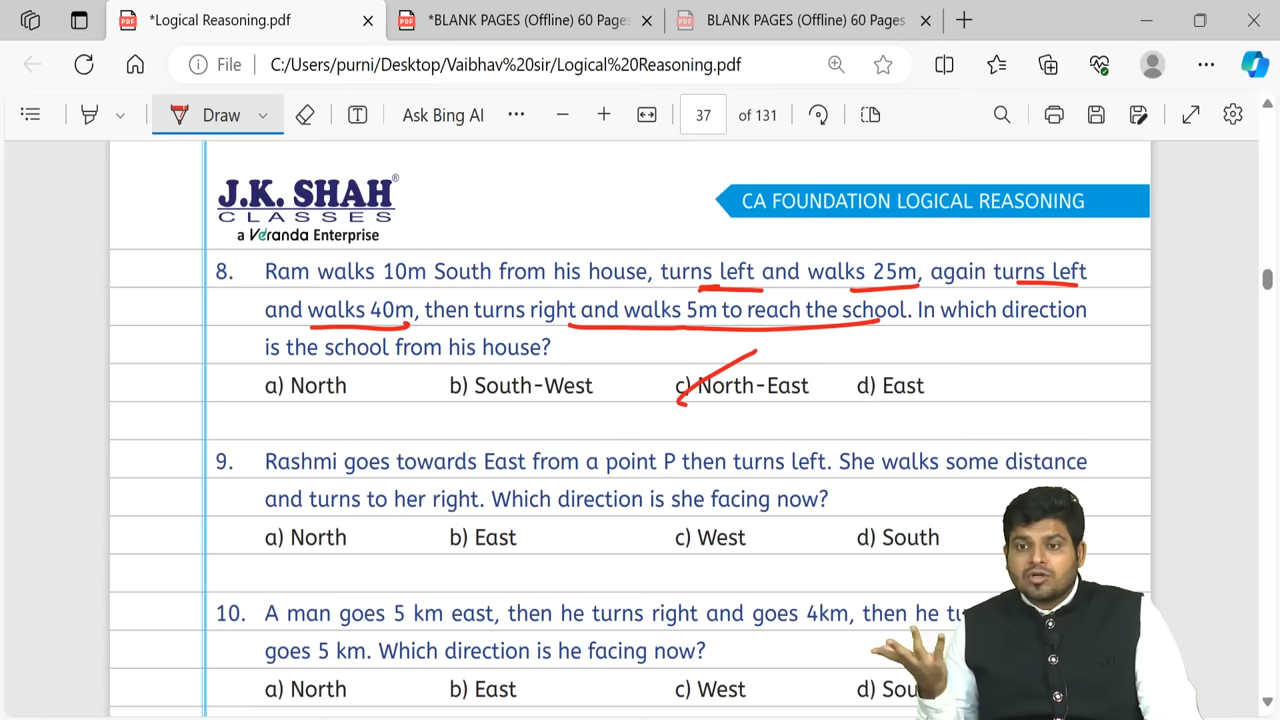 *Logical Reasoning.pdf
*BLANK PAGES (Offline) 60 Pages
BLANK PAGES (Offline) 60 Pages
File
C:/Users/purni/Desktop/Vaibhav%20sir/Logical%20Reasoning.pdf
Draw
Ask Bing AI
37
of 131
J.K. SHAH®
CLASSES
a Veranda Enterprise
CA FOUNDATION LOGICAL REASONING
8. Ram walks 10m South from his house, turns left and walks 25m, again turns left
and walks 40m, then turns right and walks 5m to reach the school. In which direction
is the school from his house?
a) North b) South-West c) North-East d) East
9. Rashmi goes towards East from a point P then turns left. She walks some distance
and turns to her right. Which direction is she facing now?
a) North b) East c) West d) South
10. A man goes 5 km east, then he turns right and goes 4km, then he
goes 5 km. Which direction is he facing now?
a) North b) East c) West d)